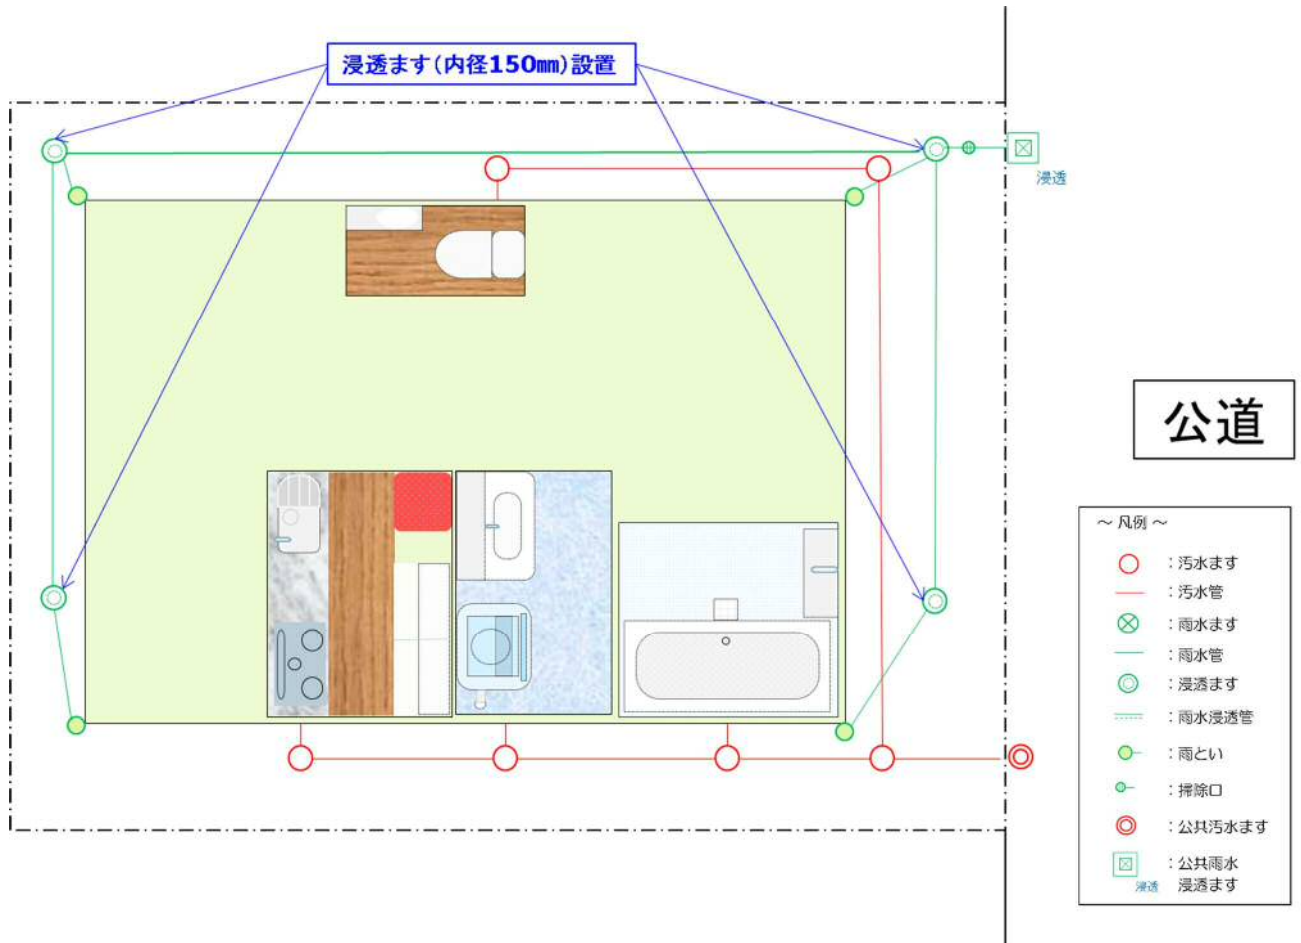 浸透ます(内径150㎜)設置
浸透
公道
～ 凡例 ～
：汚水ます
：汚水管
：雨水ます
：雨水管
：浸透ます
：雨水浸透管
：雨とい
：掃除口
：公共汚水ます
：公共雨水
浸透 浸透ます